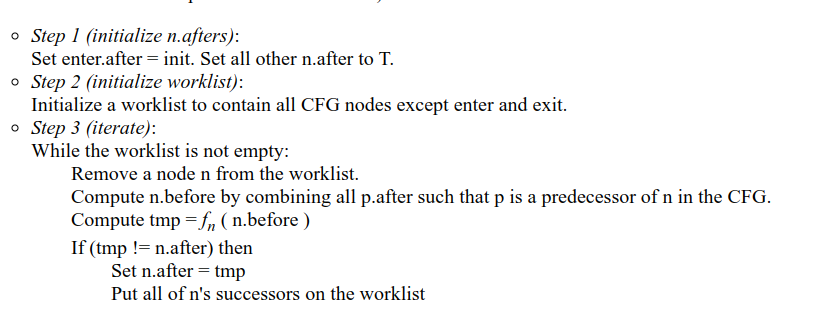 Step 1 (initialize n.afters):
Set enter.after = init. Set all other n.after to T.
Step 2 (initialize worklist):
Initialize a worklist to contain all CFG nodes except enter and exit.
Step 3 (iterate):
While the worklist is not empty:
Remove a node n from the worklist.
Compute n.before by combining all p.after such that p is a predecessor of n in the CFG.
Compute tmp = fn ( n.before )
If (tmp != n.after) then
Set n.after = tmp
Put all of n's successors on the worklist